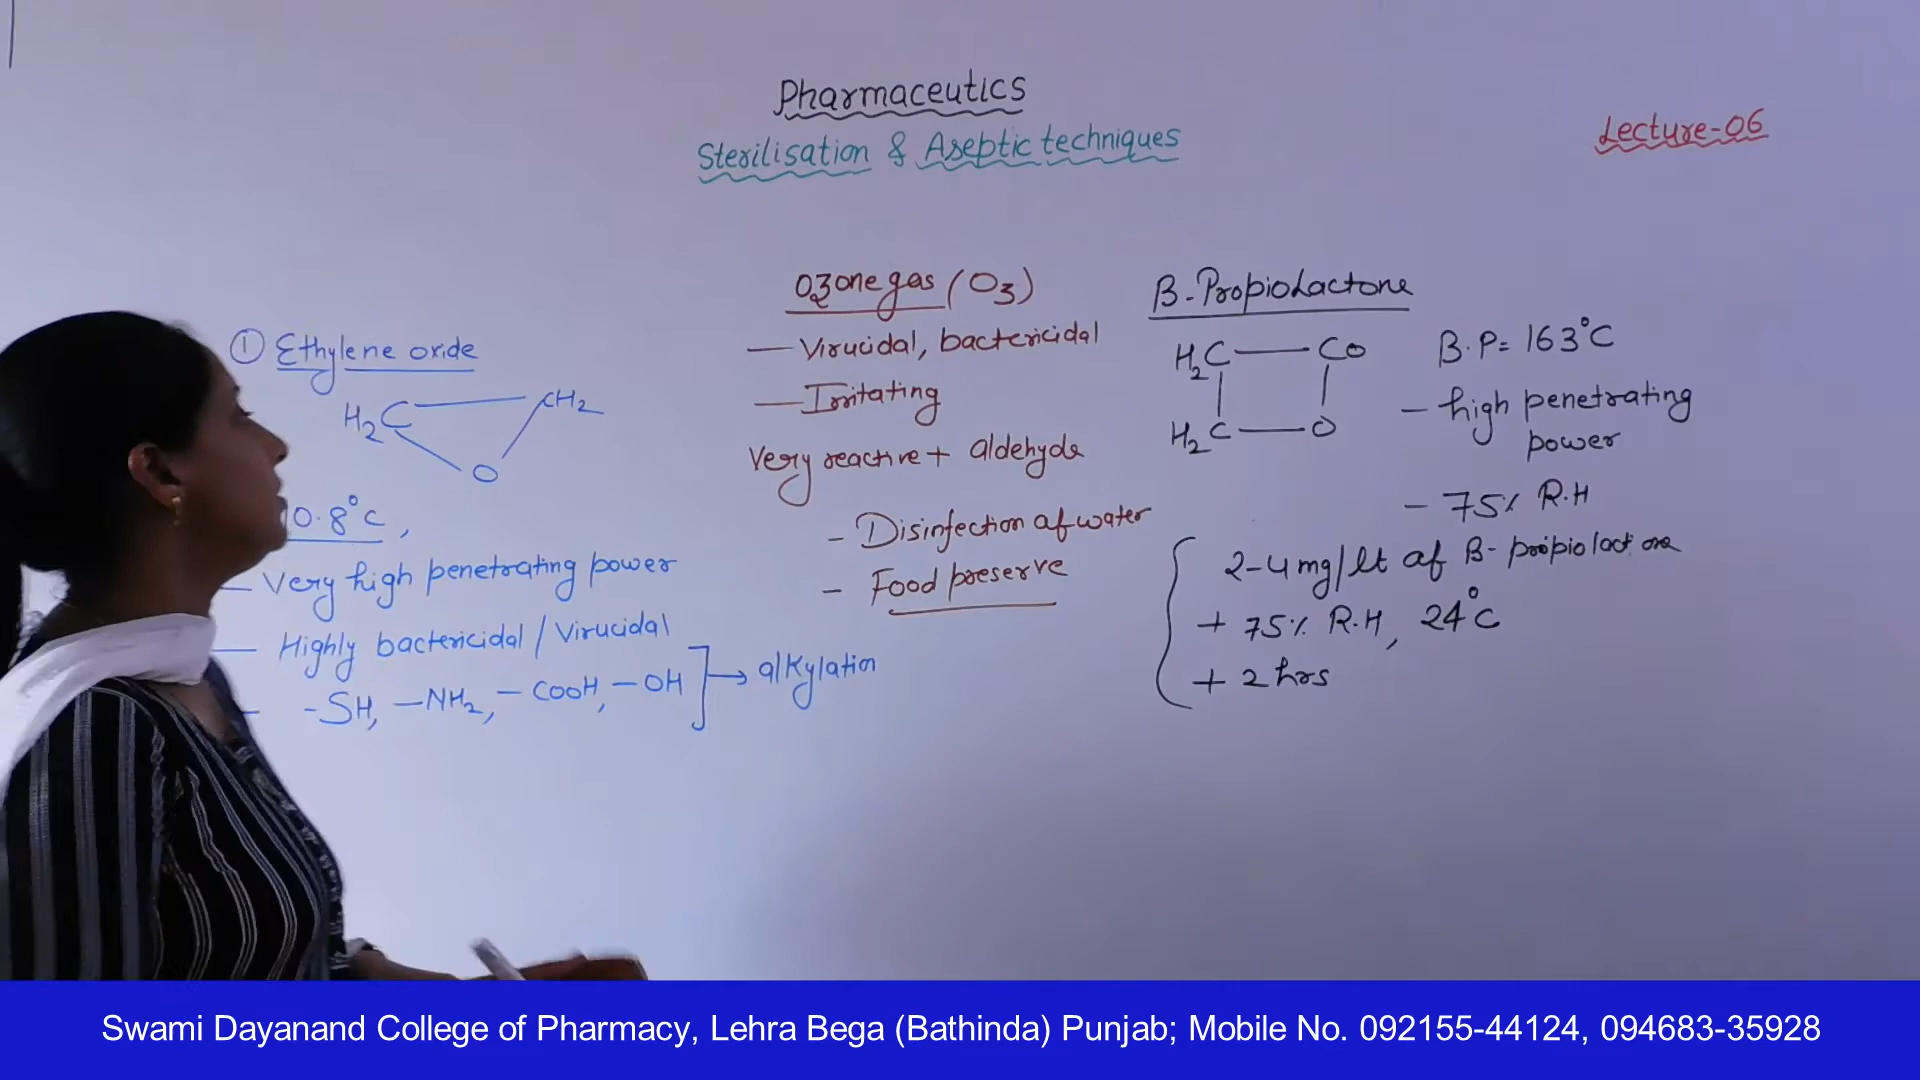 Pharmaceutics
Sterilisation & Aseptic techniques
Lecture-06
① Ethylene oxide
H2C — CH2
O
0.8°C,
— Very high penetrating power
— Highly bactericidal / Virucidal
- -SH, -NH2, -COOH, -OH ] → alkylation
Ozone gas (O3)
— Virucidal, bactericidal
— Irritating
Very reactive + aldehyde
- Disinfection of water
- Food preserve
B-PropioLactone
H2C — CO
H2C — O
B.P = 163°C
- high penetrating
power
- 75% R.H
2-4 mg/lt of B-propiolactone
+ 75% R.H, 24°C
+ 2 hrs
Swami Dayanand College of Pharmacy, Lehra Bega (Bathinda) Punjab; Mobile No. 092155-44124, 094683-35928